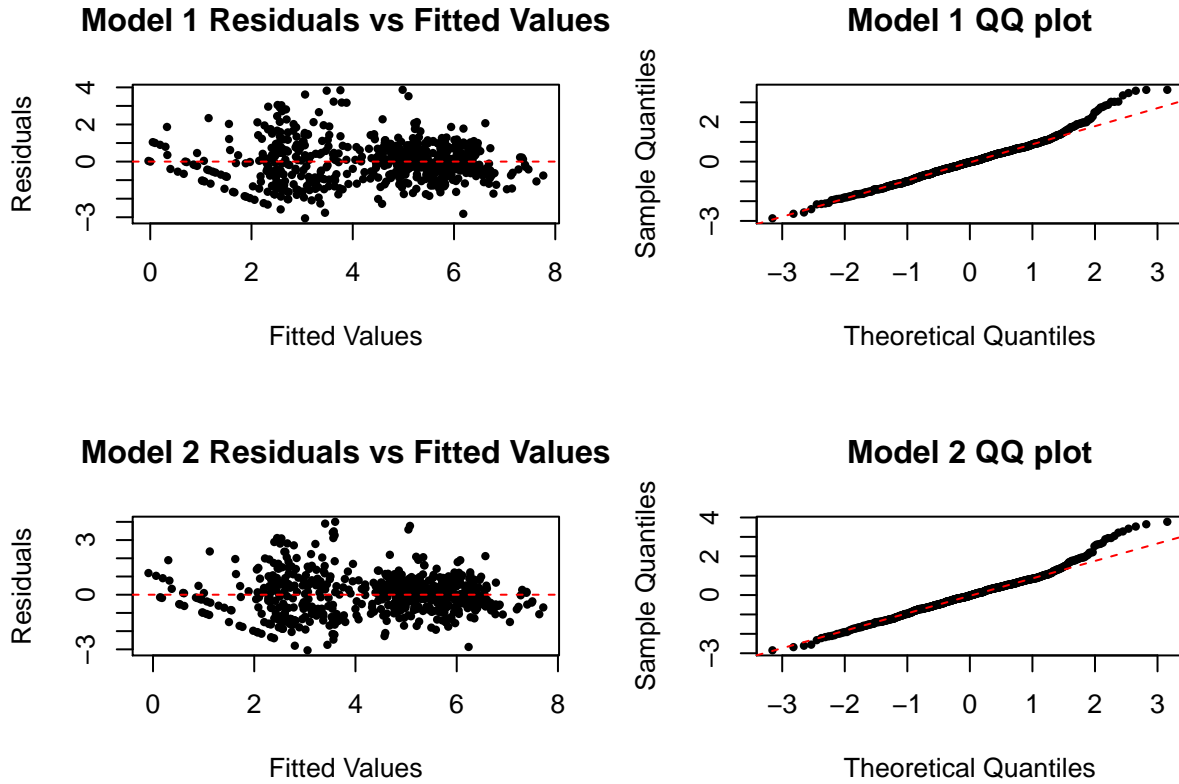 Model 1 Residuals vs Fitted Values
Residuals
4
2
0
−3
0 2 4 6 8
Fitted Values
Model 1 QQ plot
Sample Quantiles
2
0
−3
−3 −2 −1 0 1 2 3
Theoretical Quantiles
Model 2 Residuals vs Fitted Values
Residuals
3
0
−3
0 2 4 6 8
Fitted Values
Model 2 QQ plot
Sample Quantiles
4
2
0
−3
−3 −2 −1 0 1 2 3
Theoretical Quantiles